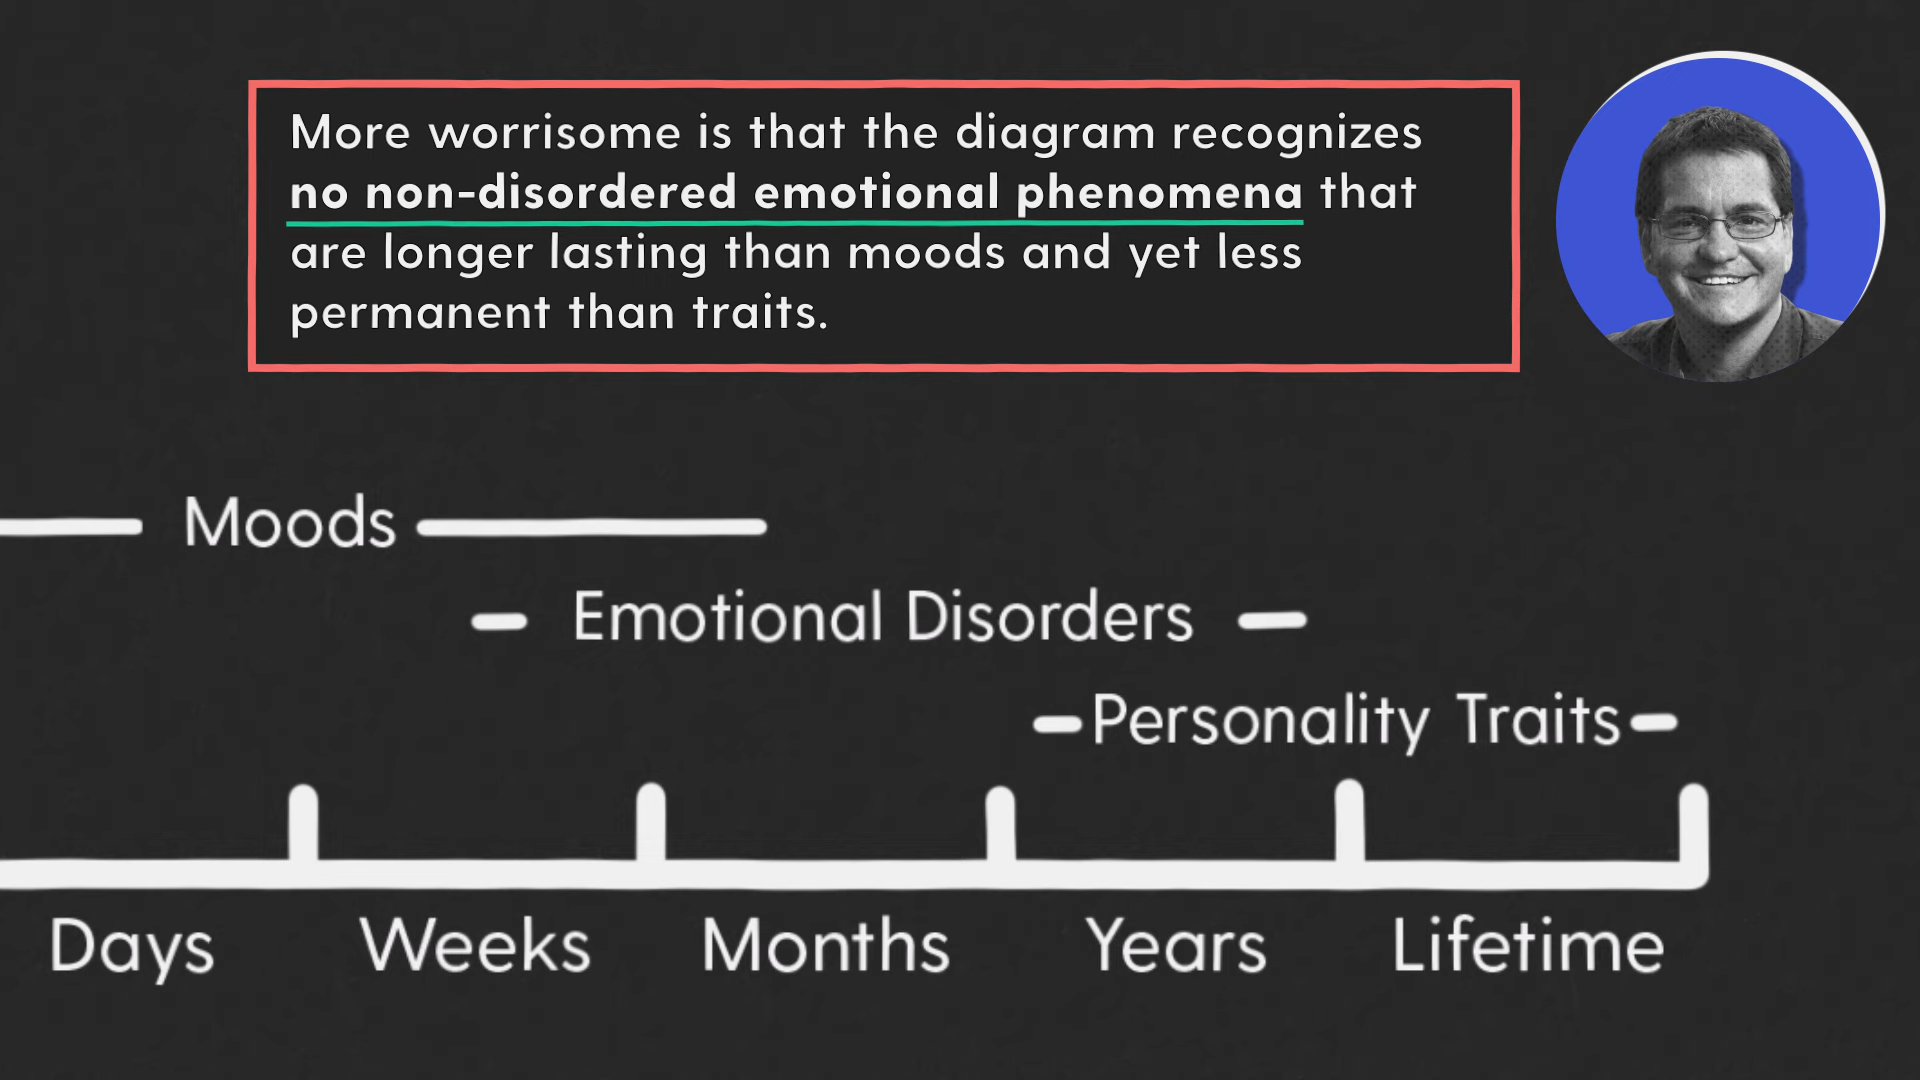 More worrisome is that the diagram recognizes
no non-disordered emotional phenomena that
are longer lasting than moods and yet less
permanent than traits.
Moods
Emotional Disorders
Personality Traits
Days Weeks Months Years Lifetime